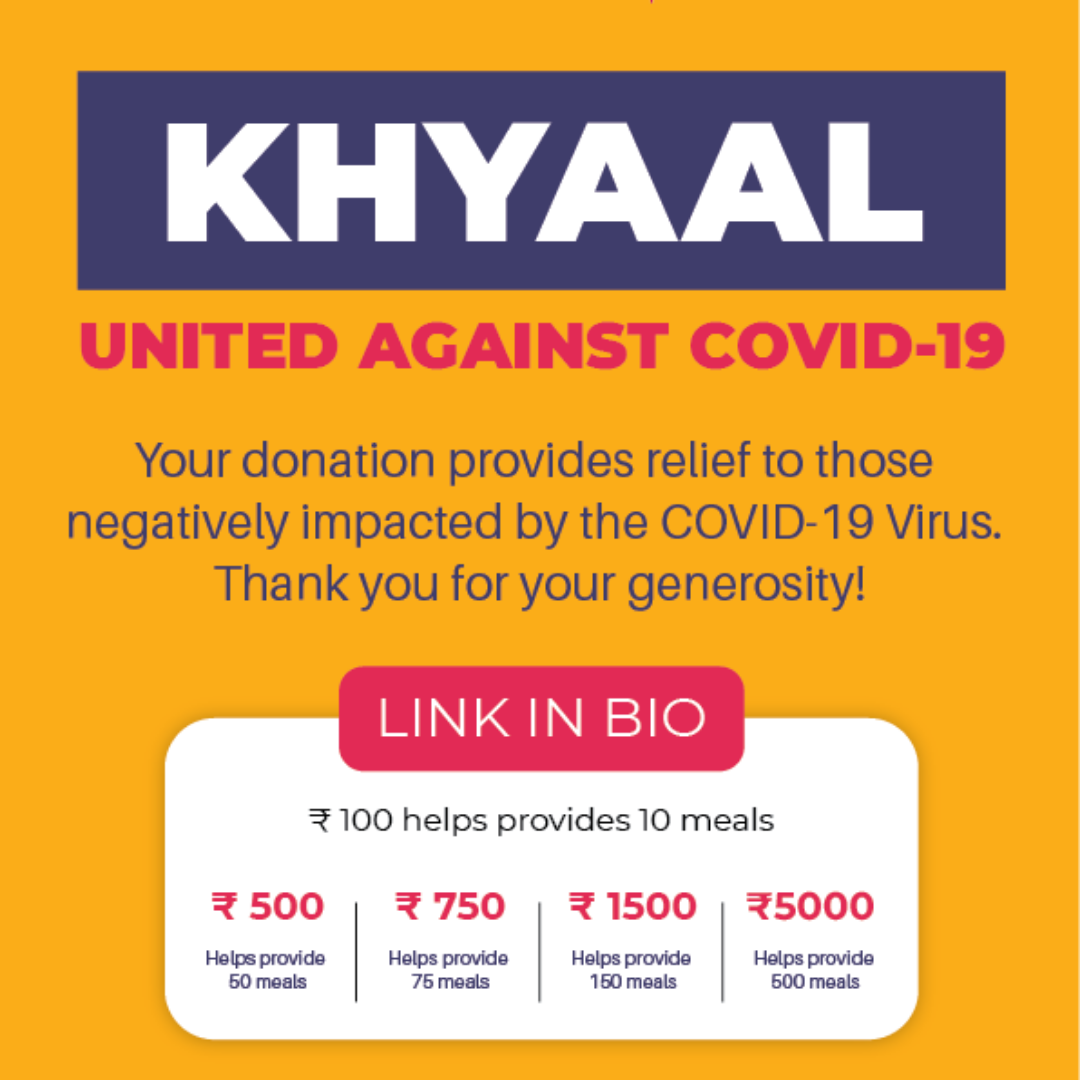 KHYAAL
UNITED AGAINST COVID-19
Your donation provides relief to those
negatively impacted by the COVID-19 Virus.
Thank you for your generosity!
LINK IN BIO
₹ 100 helps provides 10 meals
₹ 500
Helps provide
50 meals
₹ 750
Helps provide
75 meals
₹ 1500
Helps provide
150 meals
₹5000
Helps provide
500 meals